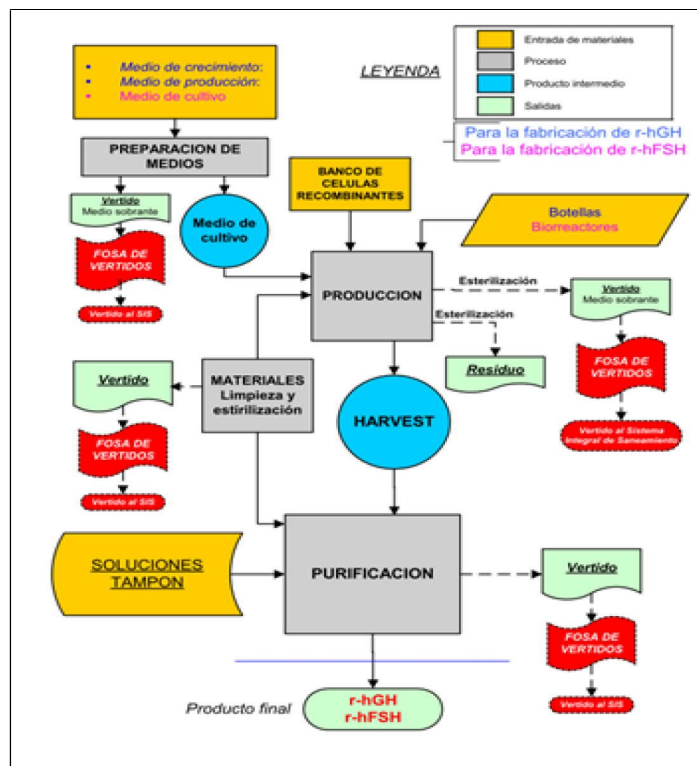 Medio de crecimiento:
Medio de producción:
Medio de cultivo
LEYENDA
Entrada de materiales
Proceso
Producto intermedio
Salidas
Para la fabricación de r-hGH
Para la fabricación de r-hFSH
PREPARACION DE
MEDIOS
BANCO DE
CELULAS
RECOMBINANTES
Vertido
Medio sobrante
Medio de
cultivo
Botellas
Biorreactores
FOSA DE
VERTIDOS
Vertido al SIS
PRODUCCION
Esterilización
Vertido
Medio sobrante
Esterilización
FOSA DE
VERTIDOS
Vertido al Sistema
Integral de Saneamiento
Residuo
Vertido
MATERIALES
Limpieza y
estirilización
HARVEST
FOSA DE
VERTIDOS
Vertido al SIS
SOLUCIONES
TAMPON
PURIFICACION
Vertido
FOSA DE
VERTIDOS
Vertido al SIS
Producto final
r-hGH
r-hFSH